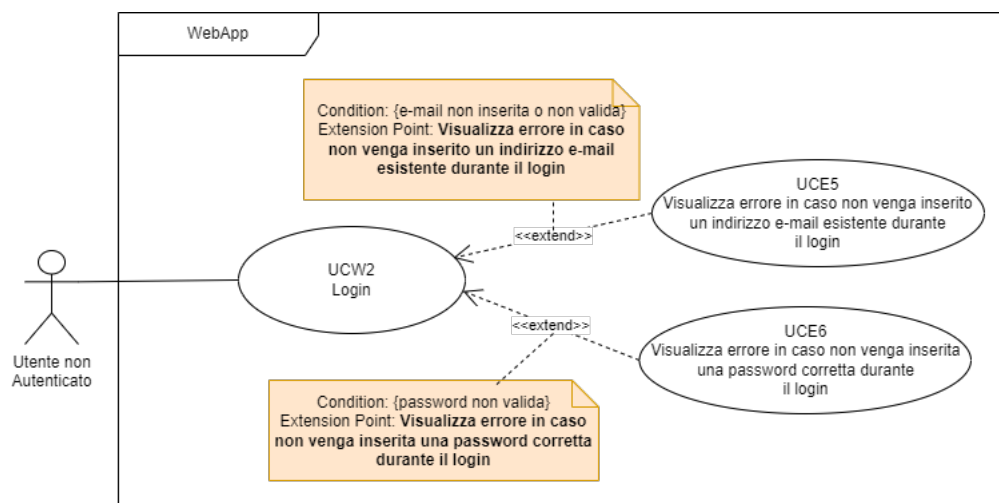 WebApp
Condition: {e-mail non inserita o non valida}
Extension Point: Visualizza errore in caso
non venga inserito un indirizzo e-mail
esistente durante il login
UCE5
Visualizza errore in caso non venga inserito
un indirizzo e-mail esistente durante
il login
<<extend>>
UCW2
Login
<<extend>>
UCE6
Visualizza errore in caso non venga inserita
una password corretta durante
il login
Utente non
Autenticato
Condition: {password non valida}
Extension Point: Visualizza errore in caso
non venga inserita una password corretta
durante il login